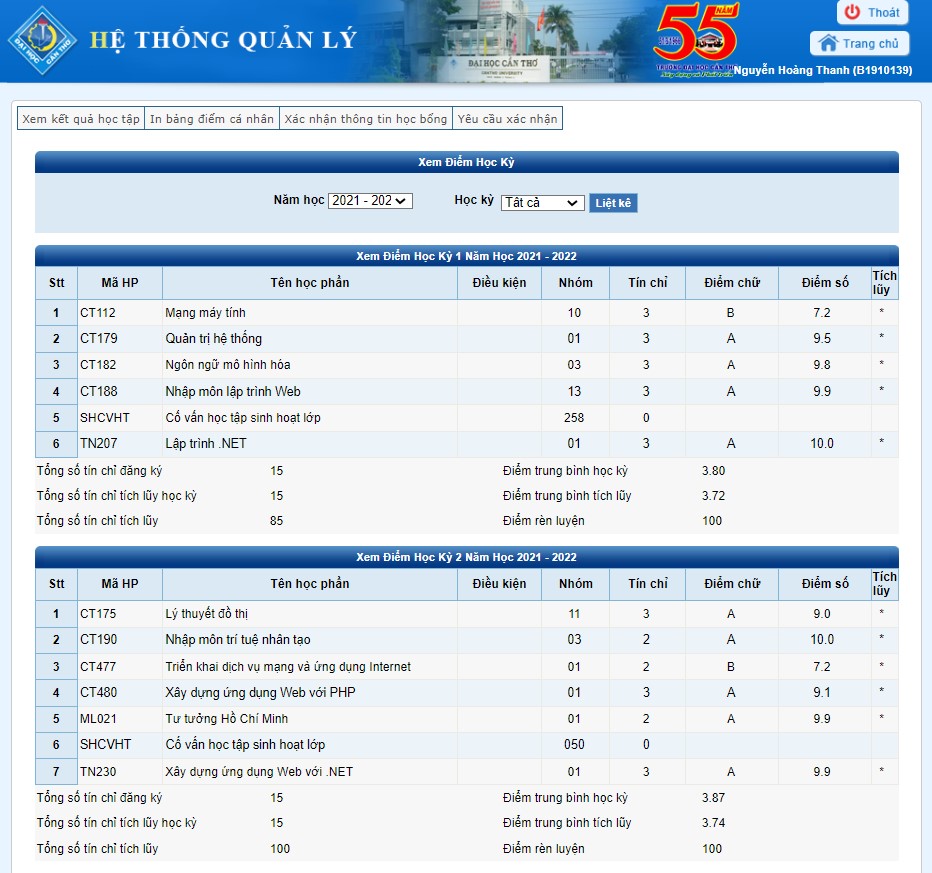 HỆ THỐNG QUẢN LÝ
ĐẠI HỌC CẦN THƠ
55 NĂM
Thoát
Trang chủ
Nguyễn Hoàng Thanh (B1910139)
Xem kết quả học tập In bảng điểm cá nhân Xác nhận thông tin học bổng Yêu cầu xác nhận
Xem Điểm Học Kỳ
Năm học 2021 - 202 Học kỳ Tất cả Liệt kê
Xem Điểm Học Kỳ 1 Năm Học 2021 - 2022
Stt Mã HP Tên học phần Điều kiện Nhóm Tín chỉ Điểm chữ Điểm số Tích lũy
1 CT112 Mạng máy tính 10 3 B 7.2 *
2 CT179 Quản trị hệ thống 01 3 A 9.5 *
3 CT182 Ngôn ngữ mô hình hóa 03 3 A 9.8 *
4 CT188 Nhập môn lập trình Web 13 3 A 9.9 *
5 SHCVHT Cố vấn học tập sinh hoạt lớp 258 0
6 TN207 Lập trình .NET 01 3 A 10.0 *
Tổng số tín chỉ đăng ký 15 Điểm trung bình học kỳ 3.80
Tổng số tín chỉ tích lũy học kỳ 15 Điểm trung bình tích lũy 3.72
Tổng số tín chỉ tích lũy 85 Điểm rèn luyện 100
Xem Điểm Học Kỳ 2 Năm Học 2021 - 2022
Stt Mã HP Tên học phần Điều kiện Nhóm Tín chỉ Điểm chữ Điểm số Tích lũy
1 CT175 Lý thuyết đồ thị 11 3 A 9.0 *
2 CT190 Nhập môn trí tuệ nhân tạo 03 2 A 10.0 *
3 CT477 Triển khai dịch vụ mạng và ứng dụng Internet 01 2 B 7.2 *
4 CT480 Xây dựng ứng dụng Web với PHP 01 3 A 9.1 *
5 ML021 Tư tưởng Hồ Chí Minh 01 2 A 9.9 *
6 SHCVHT Cố vấn học tập sinh hoạt lớp 050 0
7 TN230 Xây dựng ứng dụng Web với .NET 01 3 A 9.9 *
Tổng số tín chỉ đăng ký 15 Điểm trung bình học kỳ 3.87
Tổng số tín chỉ tích lũy học kỳ 15 Điểm trung bình tích lũy 3.74
Tổng số tín chỉ tích lũy 100 Điểm rèn luyện 100